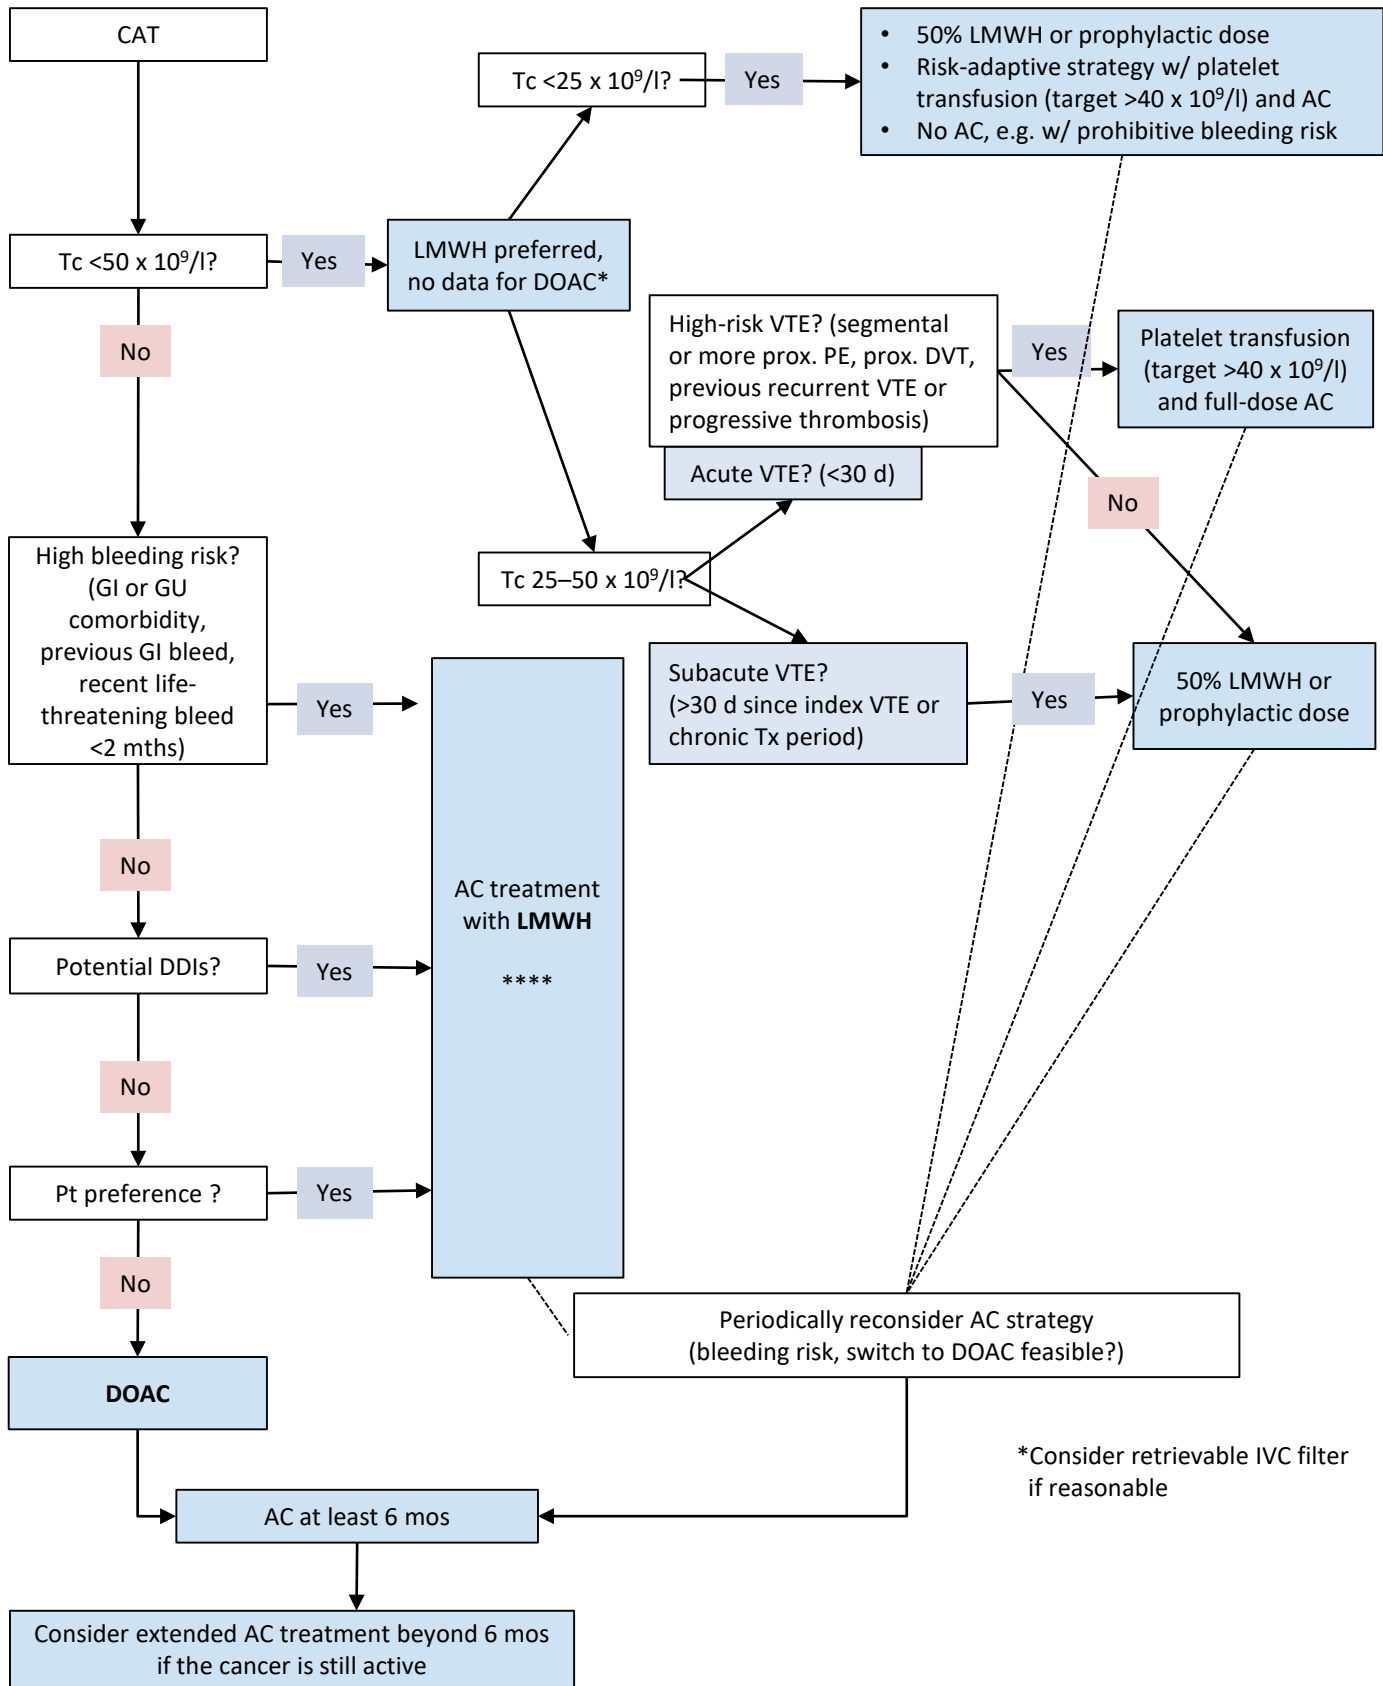 CAT
Tc <25 x 10⁹/l?
Yes
• 50% LMWH or prophylactic dose
• Risk-adaptive strategy w/ platelet
transfusion (target >40 x 10⁹/l) and AC
• No AC, e.g. w/ prohibitive bleeding risk
Tc <50 x 10⁹/l?
Yes
LMWH preferred,
no data for DOAC*
No
High-risk VTE? (segmental
or more prox. PE, prox. DVT,
previous recurrent VTE or
progressive thrombosis)
Yes
Platelet transfusion
(target >40 x 10⁹/l)
and full-dose AC
Acute VTE? (<30 d)
No
Tc 25–50 x 10⁹/l?
High bleeding risk?
(GI or GU
comorbidity,
previous GI bleed,
recent life-
threatening bleed
<2 mths)
Yes
Subacute VTE?
(>30 d since index VTE or
chronic Tx period)
Yes
50% LMWH or
prophylactic dose
No
AC treatment
with LMWH
****
Potential DDIs?
Yes
No
Pt preference ?
Yes
No
Periodically reconsider AC strategy
(bleeding risk, switch to DOAC feasible?)
DOAC
*Consider retrievable IVC filter
if reasonable
AC at least 6 mos
Consider extended AC treatment beyond 6 mos
if the cancer is still active